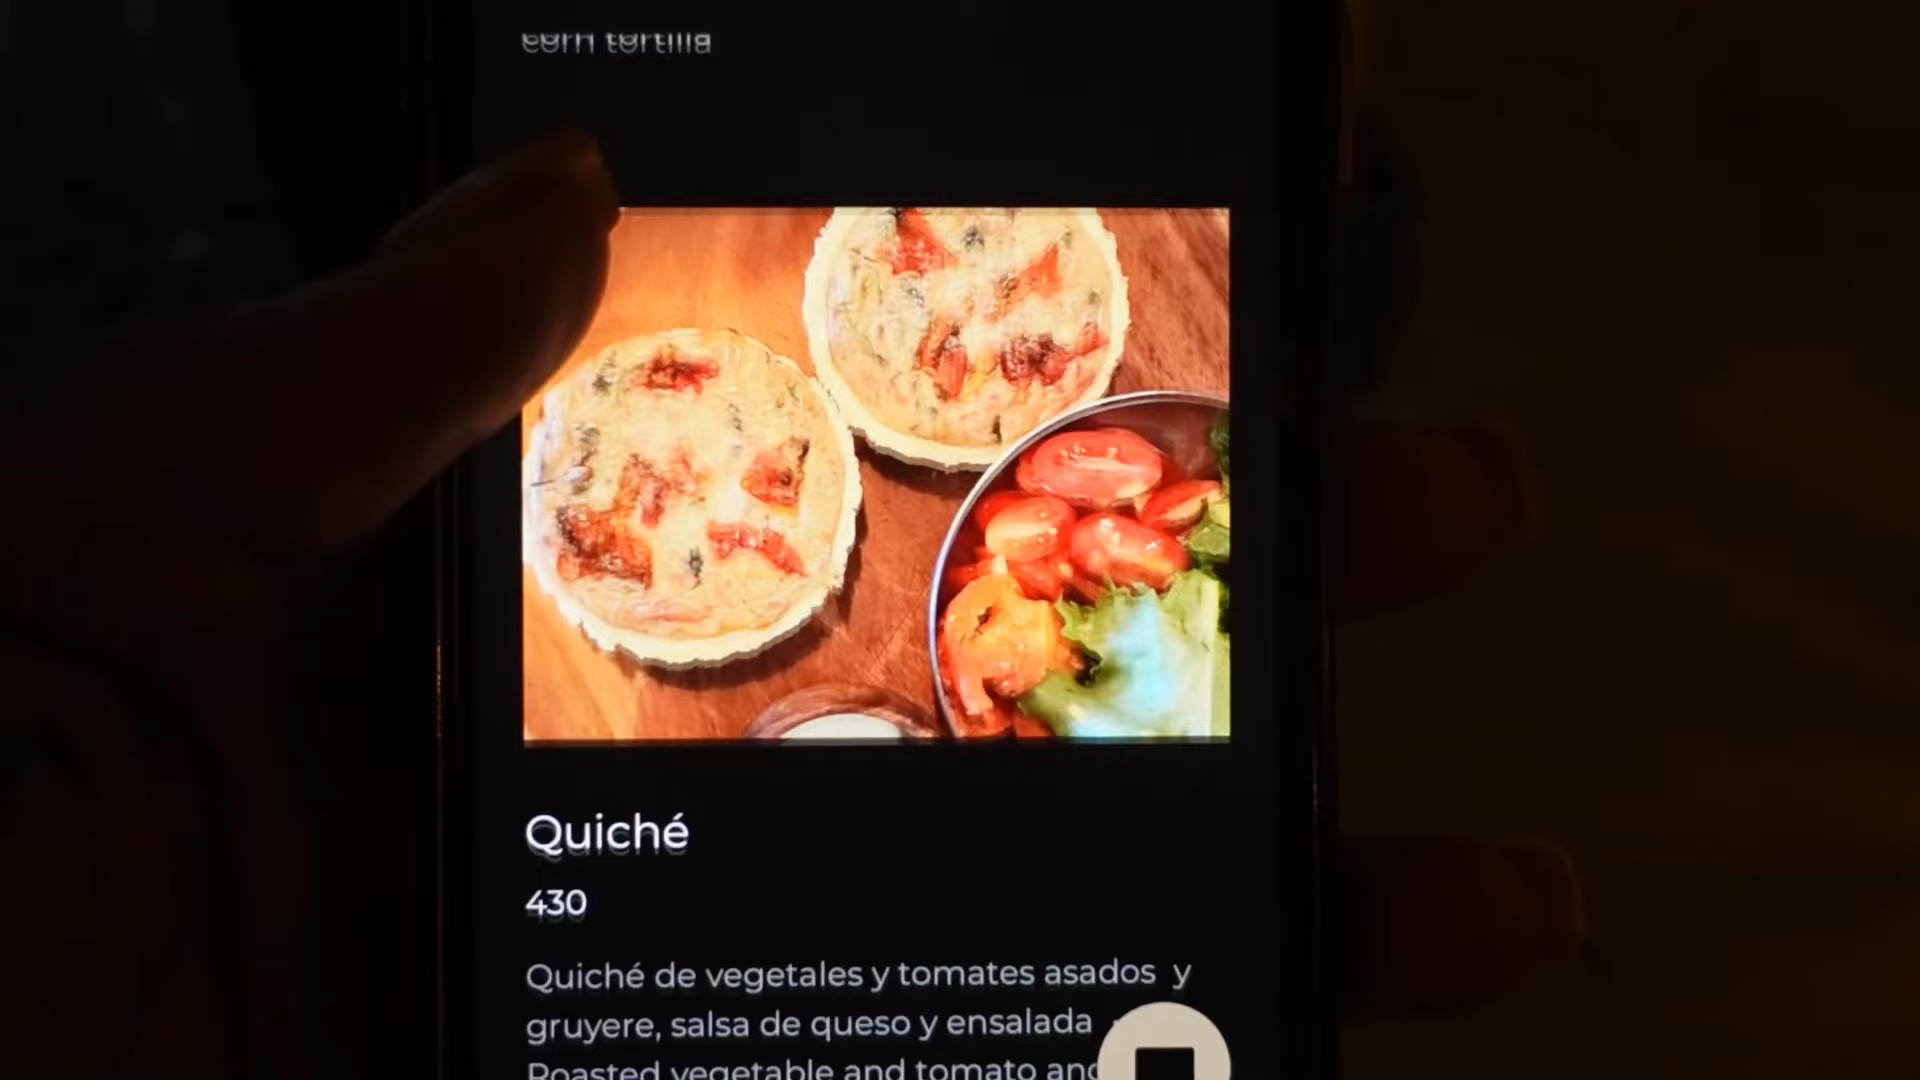 corn tortilla
Quiché
430
Quiché de vegetales y tomates asados y
gruyere, salsa de queso y ensalada
Roasted vegetable and tomato and